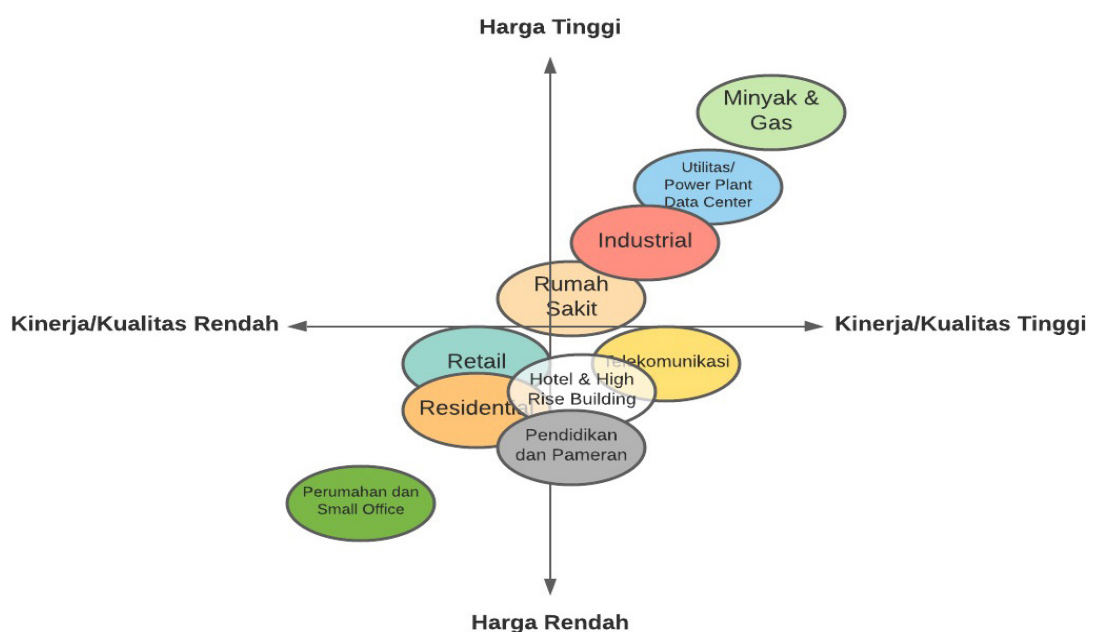 Harga Tinggi
Minyak &
Gas
Utilitas/
Power Plant
Data Center
Industrial
Rumah
Sakit
Kinerja/Kualitas Rendah
Kinerja/Kualitas Tinggi
Retail
Telekomunikasi
Hotel & High
Rise Building
Residential
Pendidikan
dan Pameran
Perumahan dan
Small Office
Harga Rendah